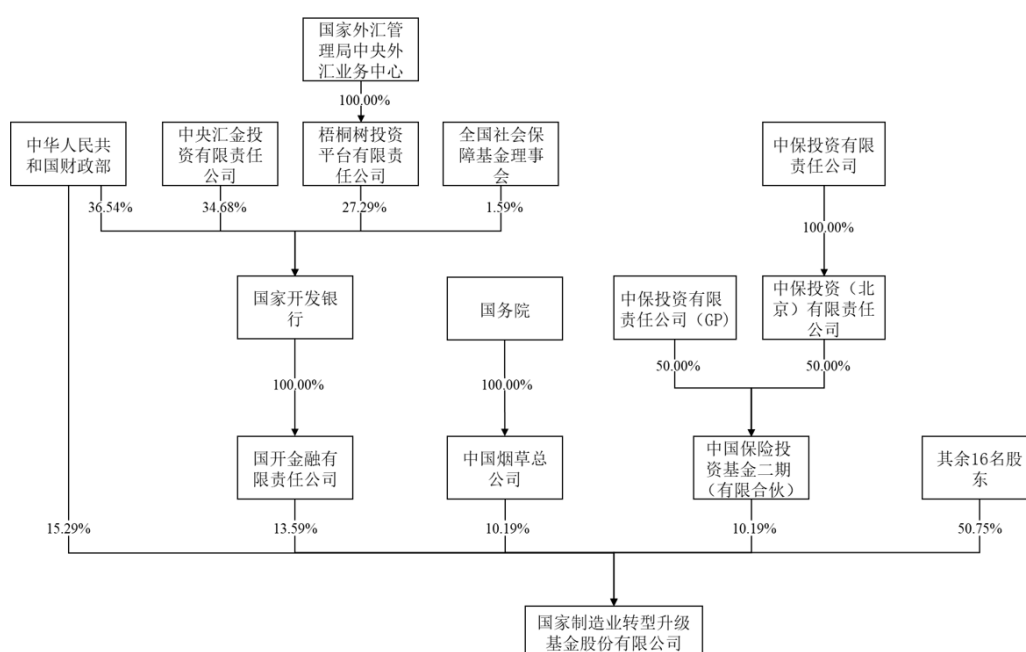 国家外汇管
理局中央外
汇业务中心
100.00%
中华人民共
和国财政部
中央汇金投
资有限责任
公司
梧桐树投资
平台有限责
任公司
全国社会保
障基金理事
会
中保投资有限
责任公司
36.54%
34.68%
27.29%
1.59%
100.00%
国家开发银
行
国务院
中保投资有限
责任公司（GP)
中保投资（北
京）有限责任
公司
100.00%
100.00%
50.00%
50.00%
国开金融有
限责任公司
中国烟草总
公司
中国保险投
资基金二期
（有限合伙）
其余16名股
东
15.29%
13.59%
10.19%
10.19%
50.75%
国家制造业转型升级
基金股份有限公司